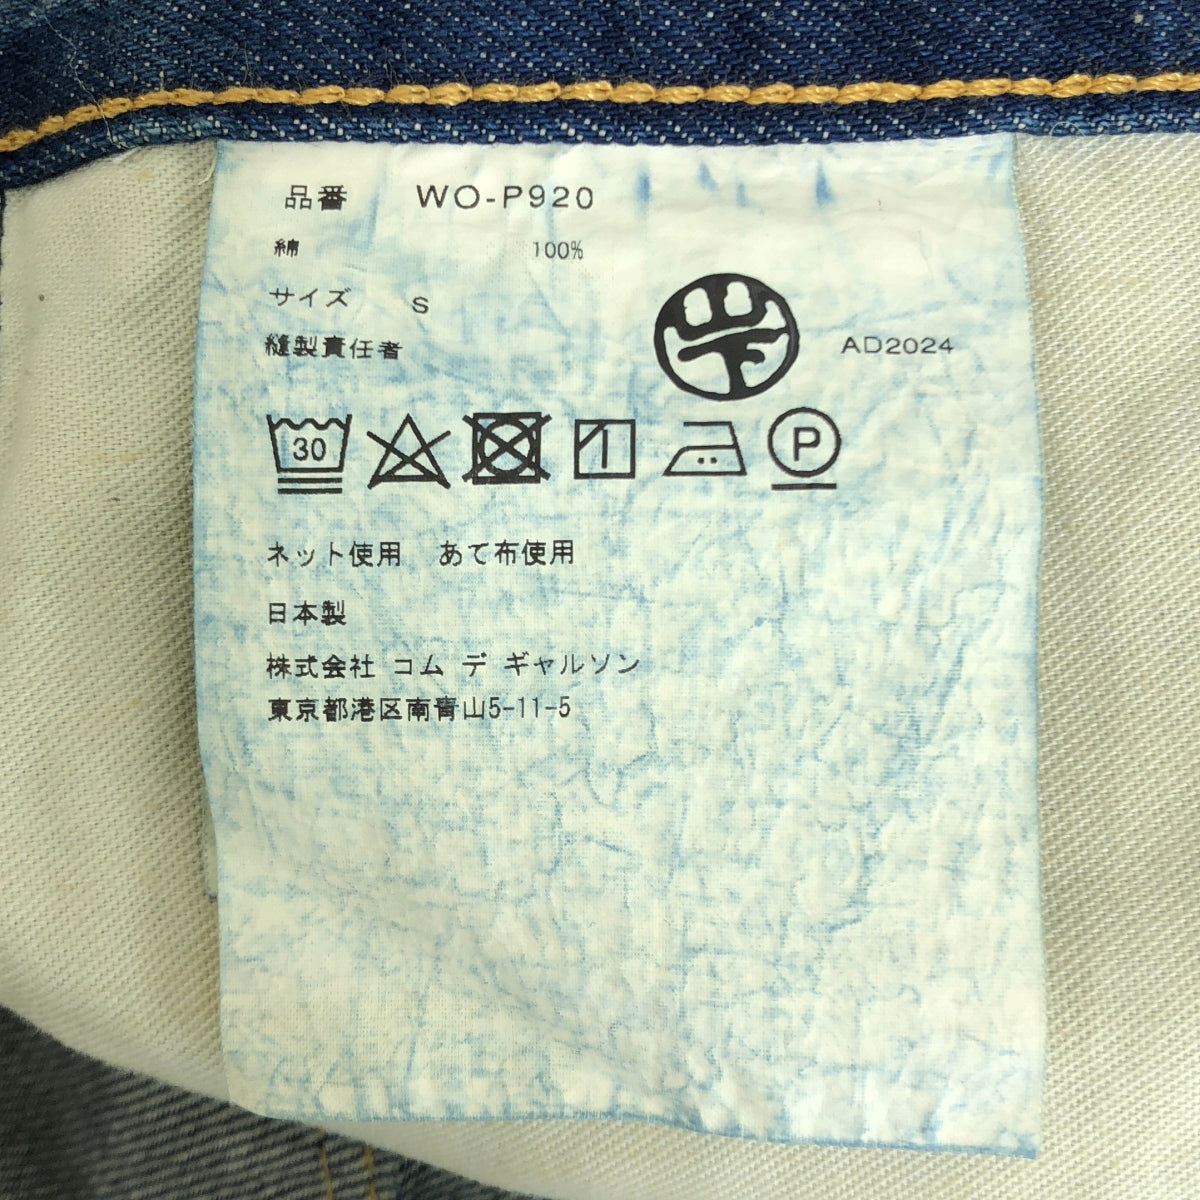 品番 WO-P920
綿 100%
サイズ S
縫製責任者 山下 AD2024
30 P
ネット使用 あて布使用
日本製
株式会社 コム デ ギャルソン
東京都港区南青山5-11-5